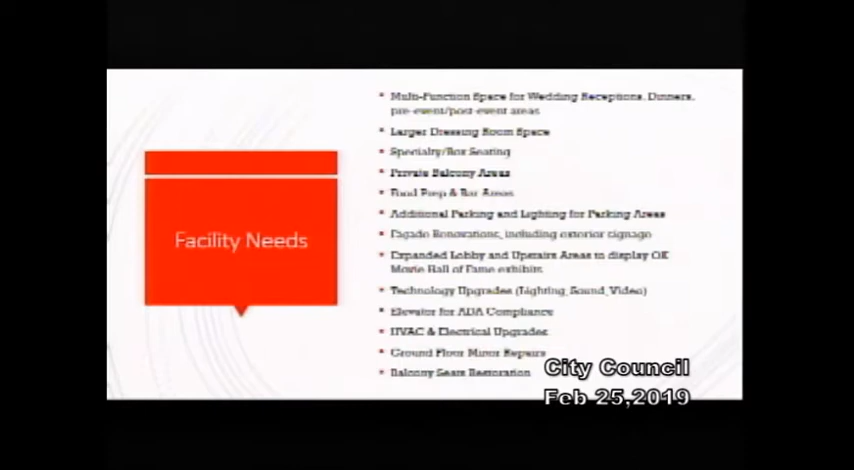 Facility Needs
Multi-Function Space for Wedding Receptions, Dinners,
pre-event/post-event areas
Larger Dressing Room Space
Specialty/Box Seating
Private Balcony Areas
Food Prep & Bar Areas
Additional Parking and Lighting for Parking Areas
Façade Renovations, including exterior signage
Expanded Lobby and Upstairs Areas to display OK
Movie Hall of Fame exhibits
Technology Upgrades (Lighting, Sound, Video)
Elevator for ADA Compliance
HVAC & Electrical Upgrades
Ground Floor Minor Repairs
Balcony Seats Restoration
City Council
Feb 25,2019